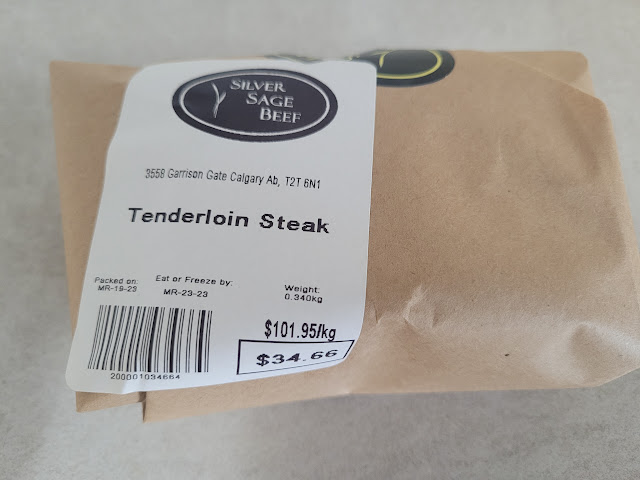 SILVER
SAGE
BEEF
3558 Garrison Gate Calgary Ab, T2T 6N1
Tenderloin Steak
Packed on:
MR-19-23
Eat or Freeze by:
MR-23-23
Weight:
0.340kg
$101.95/kg
$34.66
200001034664